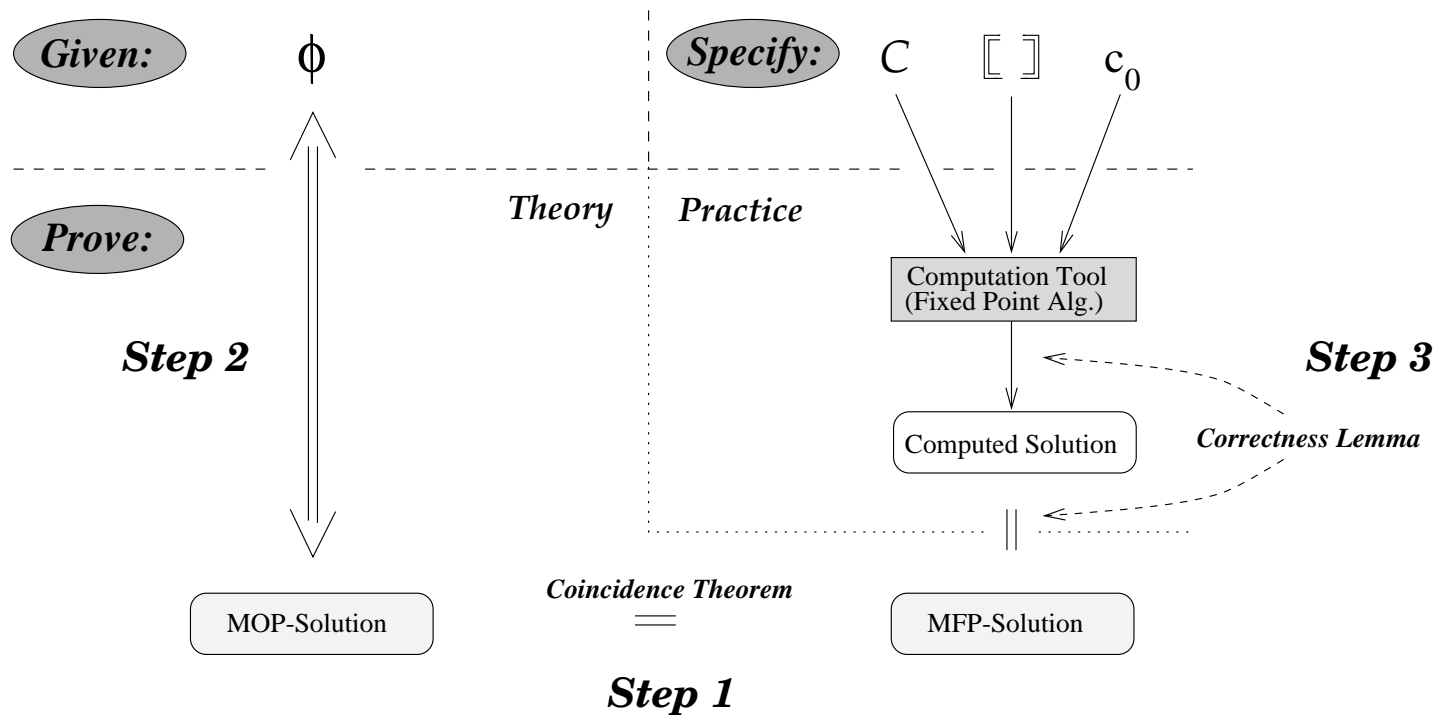 Given:
ϕ
Specify:
C
⟦ ⟧
c₀
Theory
Practice
Prove:
Computation Tool
(Fixed Point Alg.)
Step 2
Step 3
Computed Solution
Correctness Lemma
Coincidence Theorem
MOP-Solution
=
MFP-Solution
Step 1